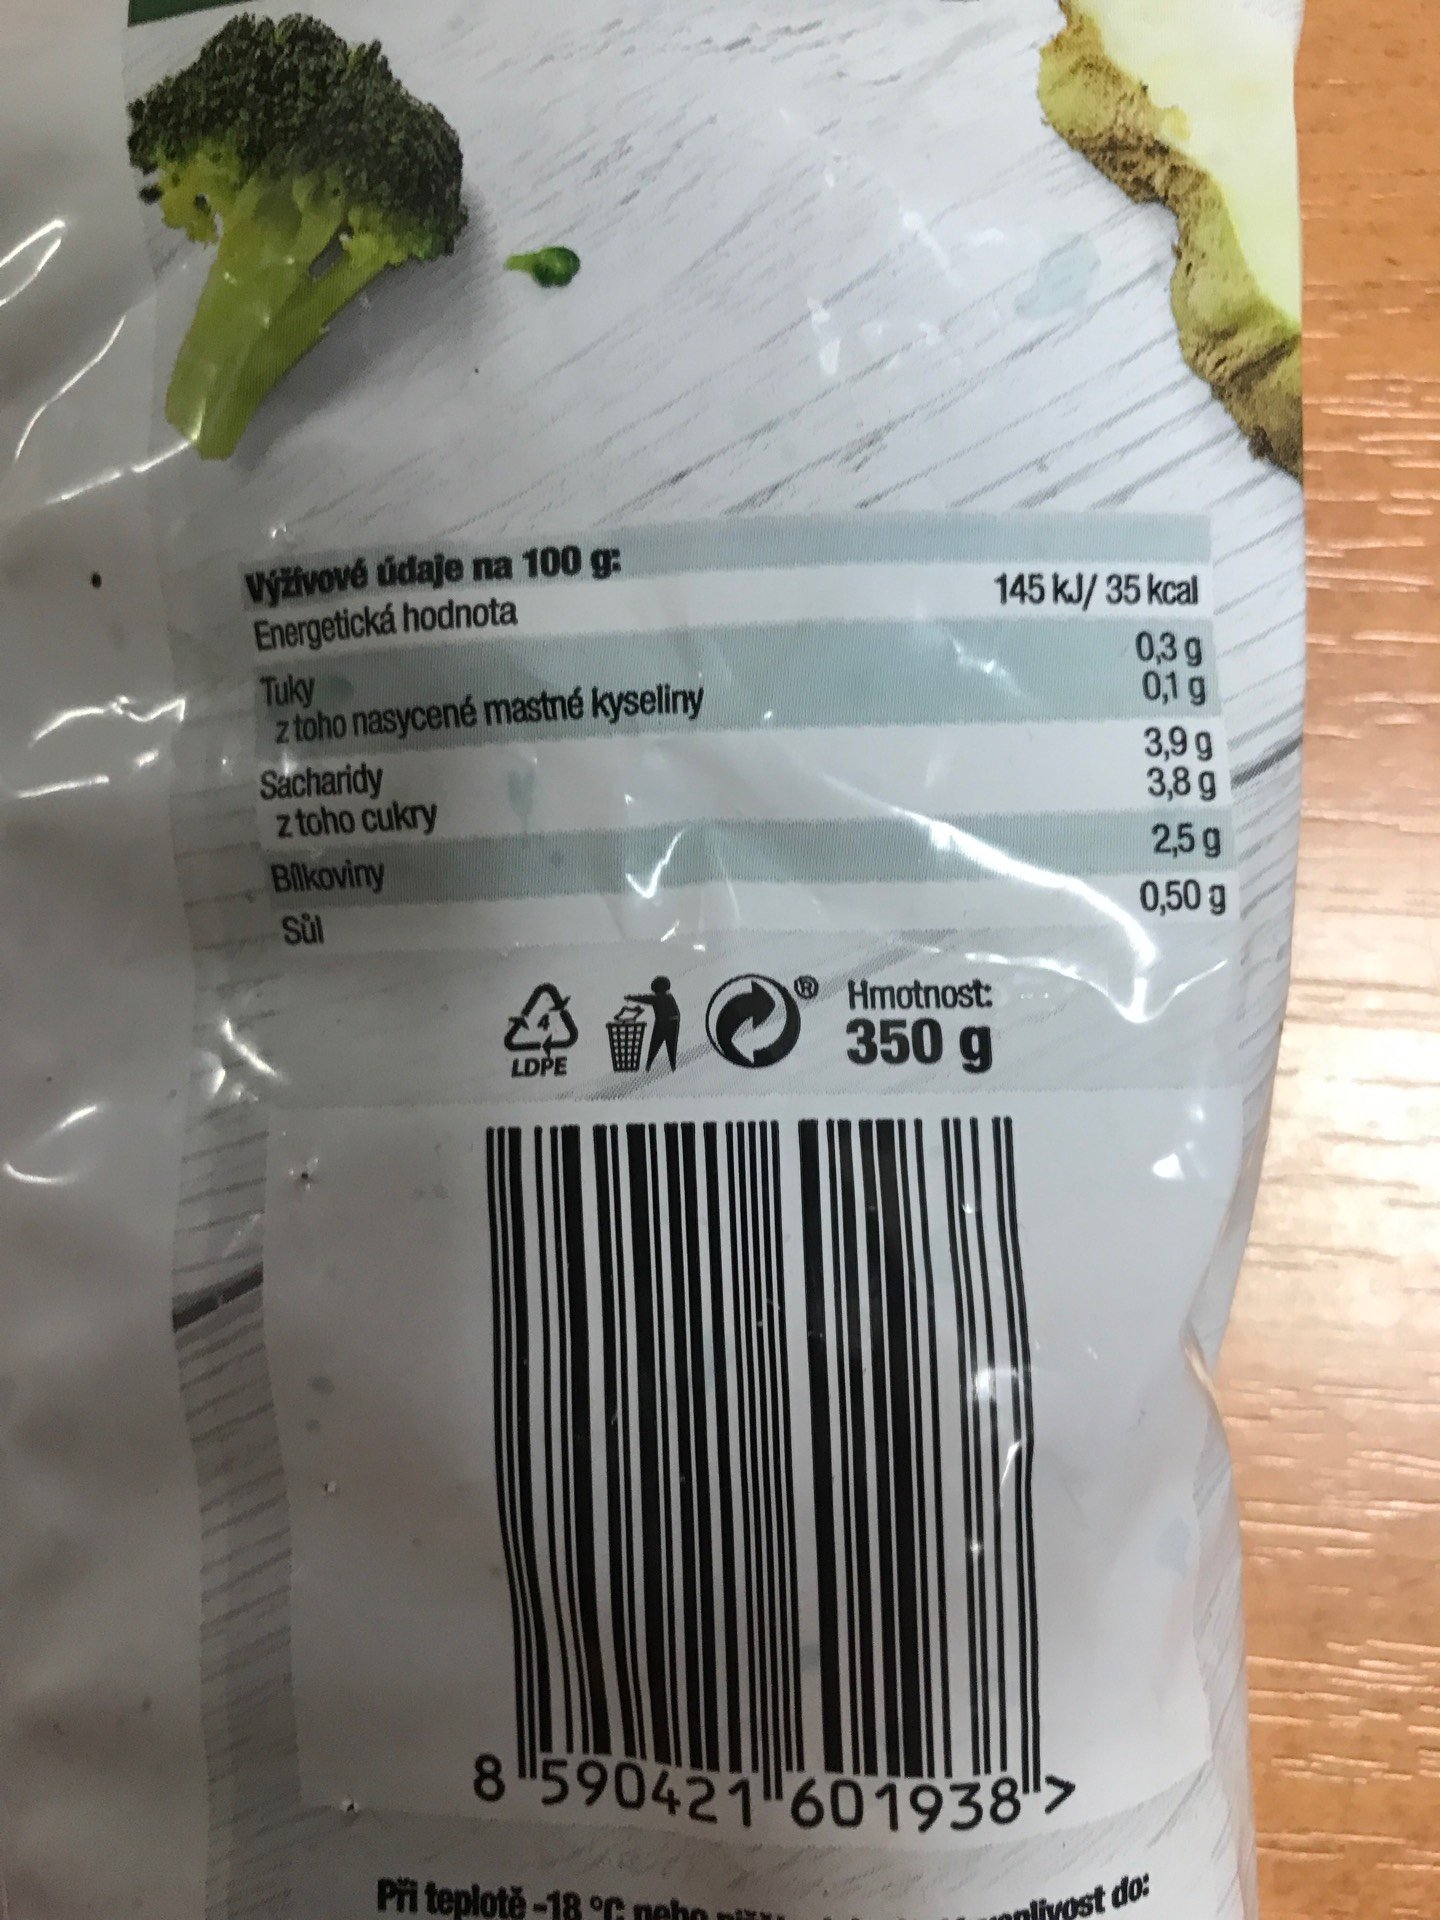 Výživové údaje na 100 g:
Energetická hodnota 145 kJ/ 35 kcal
Tuky 0,3 g
z toho nasycené mastné kyseliny 0,1 g
Sacharidy 3,9 g
z toho cukry 3,8 g
Bílkoviny 2,5 g
Sůl 0,50 g
4
LDPE
®
Hmotnost:
350 g
8 590421 601938 >
Při teplotě -18 °C nebo do: